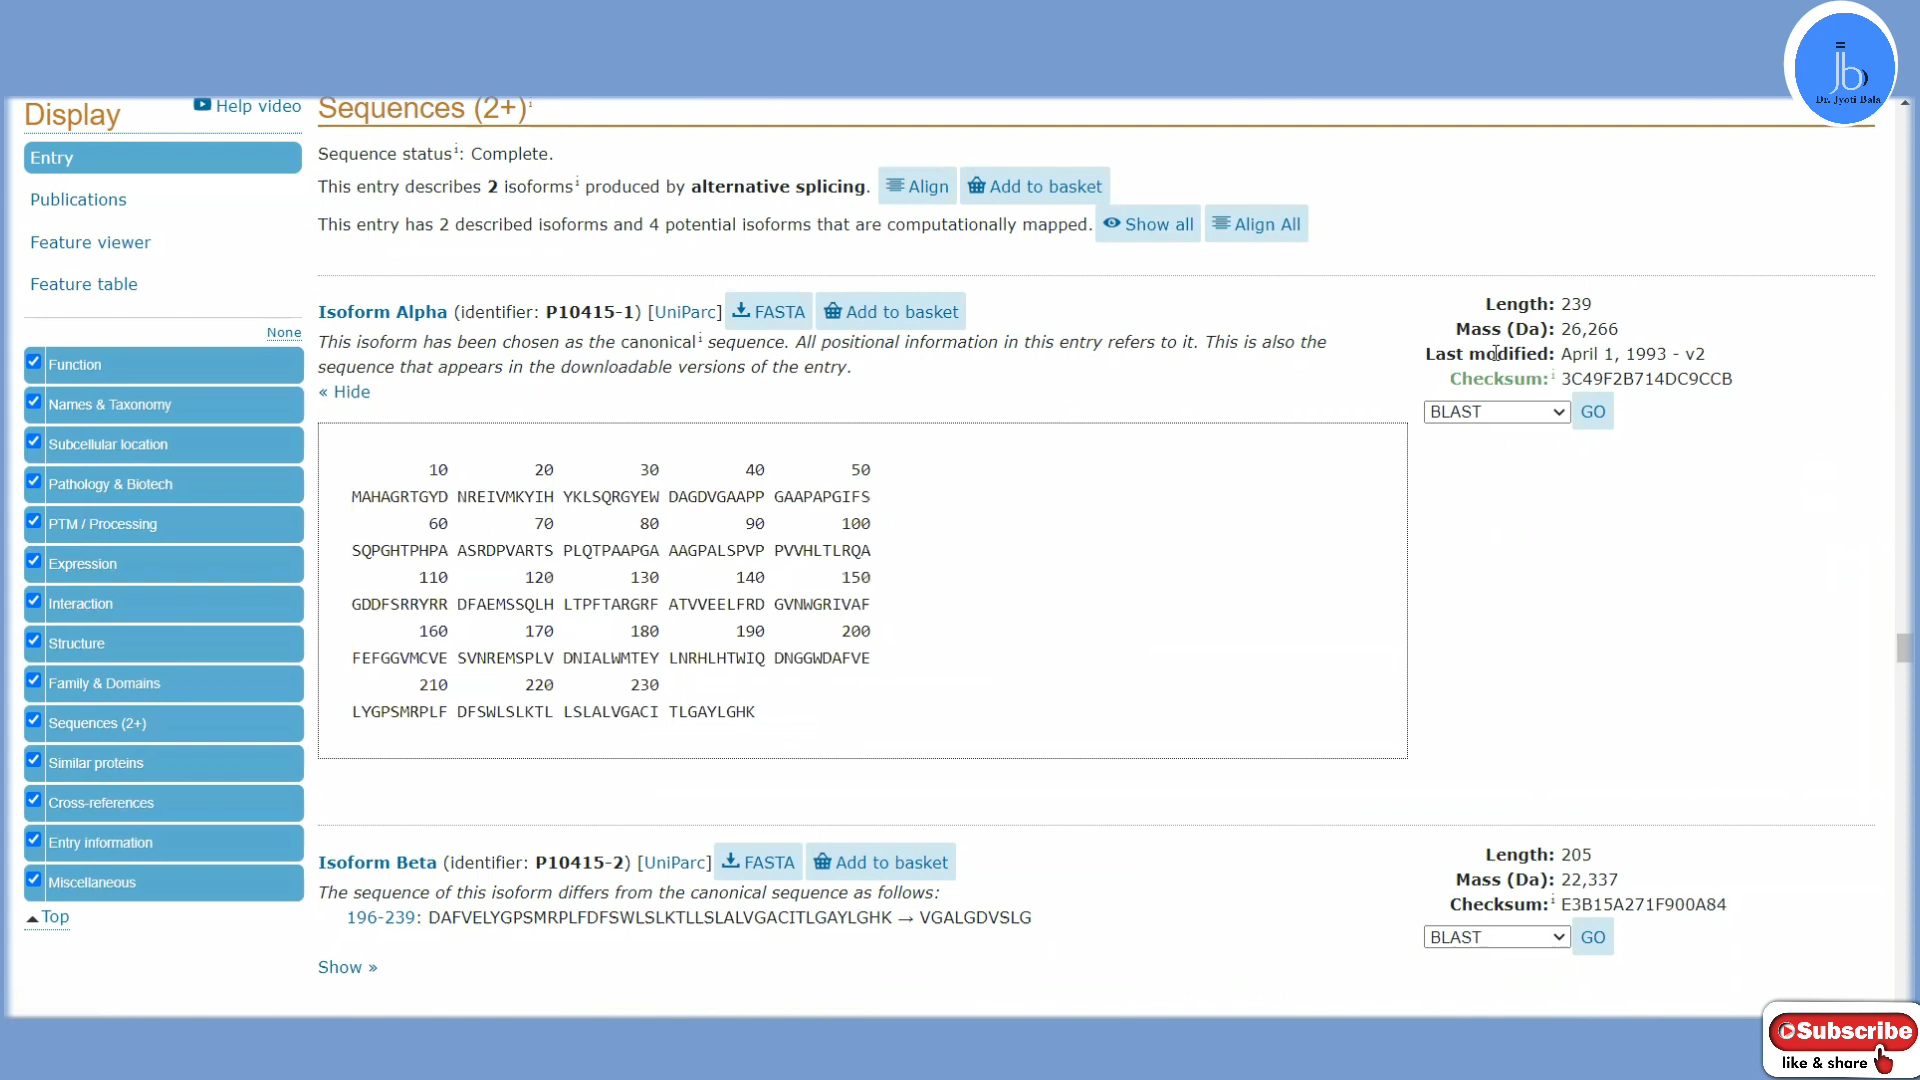 jb
Dr. Jyoti Bala
Display
Help video
Entry
Publications
Feature viewer
Feature table
None
Function
Names & Taxonomy
Subcellular location
Pathology & Biotech
PTM / Processing
Expression
Interaction
Structure
Family & Domains
Sequences (2+)
Similar proteins
Cross-references
Entry information
Miscellaneous
Top
Sequences (2+)i
Sequence statusi: Complete.
This entry describes 2 isoformsi produced by alternative splicing. Align Add to basket
This entry has 2 described isoforms and 4 potential isoforms that are computationally mapped. Show all Align All
Isoform Alpha (identifier: P10415-1) [UniParc] FASTA Add to basket
This isoform has been chosen as the canonicali sequence. All positional information in this entry refers to it. This is also the
sequence that appears in the downloadable versions of the entry.
« Hide
10 20 30 40 50
MAHAGRTGYD NREIVMKYIH YKLSQRGYEW DAGDVGAAPP GAAPAPGIFS
60 70 80 90 100
SQPGHTPHPA ASRDPVARTS PLQTPAAPGA AAGPALSPVP PVVHLTLRQA
110 120 130 140 150
GDDFSRRYRR DFAEMSSQLH LTPFTARGRF ATVVEELFRD GVNWGRIVAF
160 170 180 190 200
FEFGGVMCVE SVNREMSPLV DNIALWMTEY LNRHLHTWIQ DNGGWDAFVE
210 220 230
LYGPSMRPLF DFSWLSLKTL LSLALVGACI TLGAYLGHK
Length: 239
Mass (Da): 26,266
Last modified: April 1, 1993 - v2
Checksum:i 3C49F2B714DC9CCB
BLAST GO
Isoform Beta (identifier: P10415-2) [UniParc] FASTA Add to basket
The sequence of this isoform differs from the canonical sequence as follows:
196-239: DAFVELYGPSMRPLFDFSWLSLKTLLSLALVGACITLGAYLGHK → VGALGDVSLG
Show »
Length: 205
Mass (Da): 22,337
Checksum:i E3B15A271F900A84
BLAST GO
Subscribe
like & share